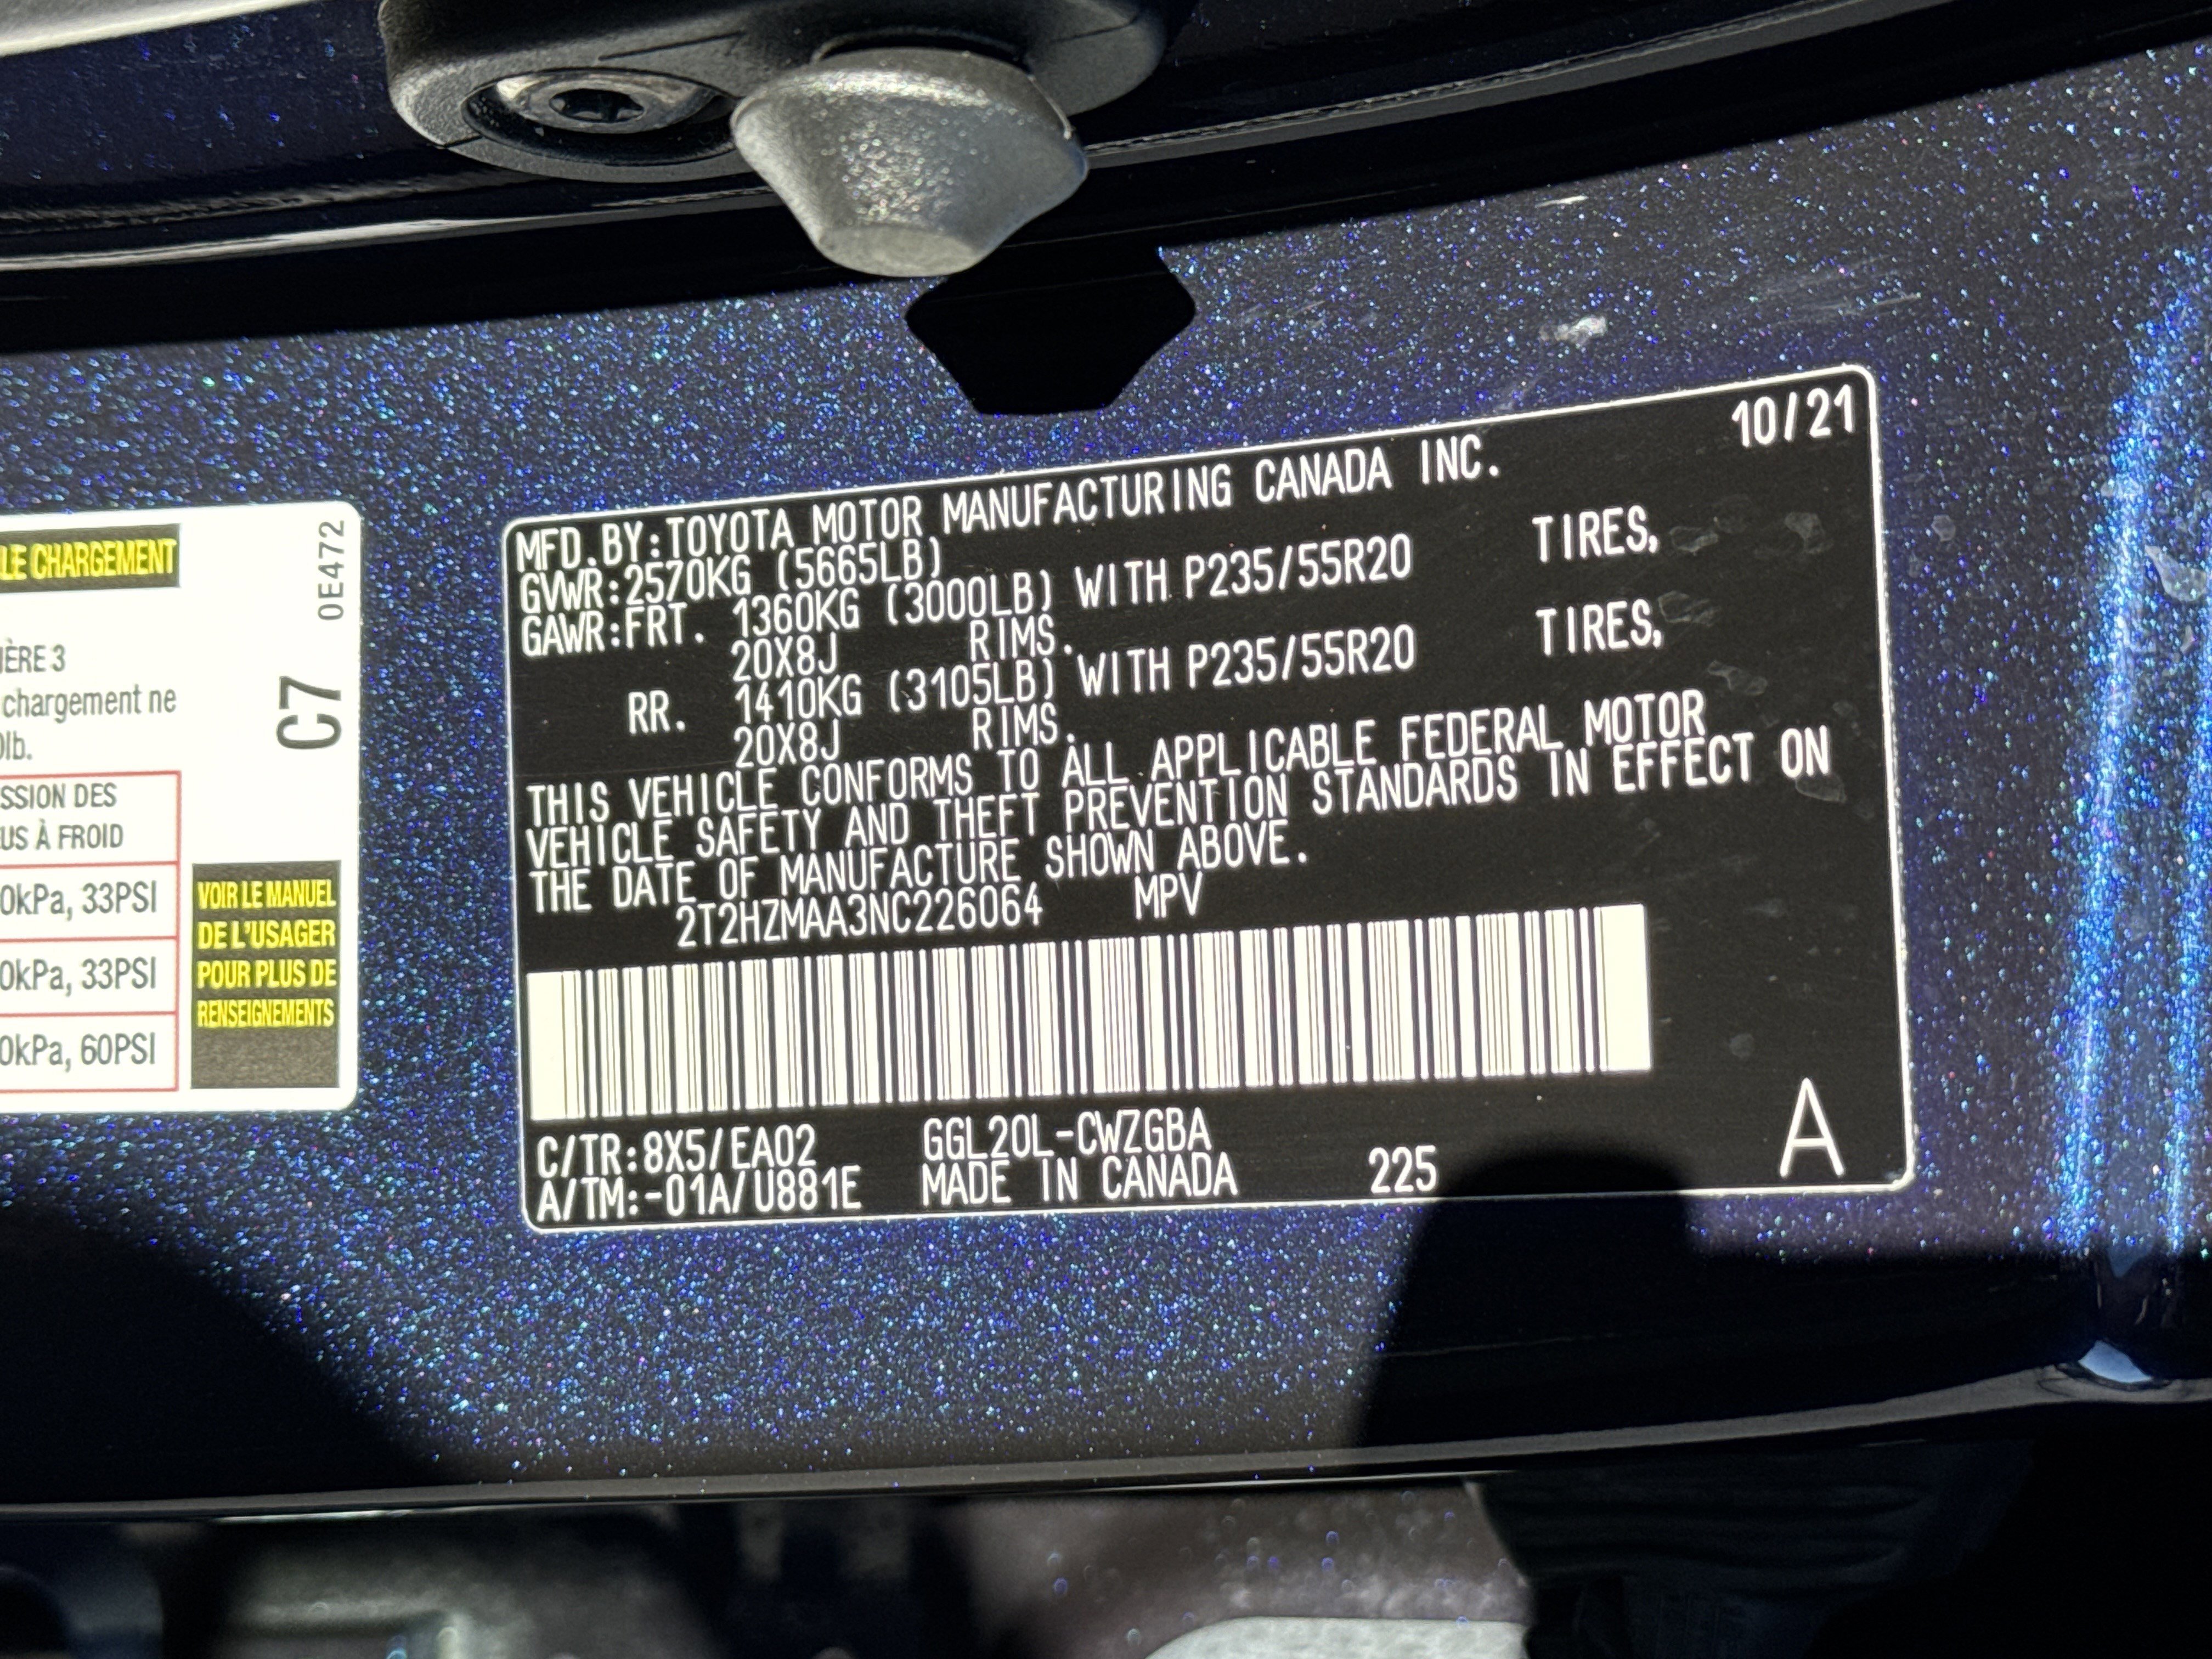 LE CHARGEMENT
0E472
C7
IÈRE 3
chargement ne
0lb.
SSION DES
US À FROID
0kPa, 33PSI
0kPa, 33PSI
0kPa, 60PSI
VOIR LE MANUEL
DE L'USAGER
POUR PLUS DE
RENSEIGNEMENTS
10/21
MFD.BY:TOYOTA MOTOR MANUFACTURING CANADA INC.
GVWR:2570KG (5665LB)
GAWR:FRT. 1360KG (3000LB) WITH P235/55R20 TIRES,
20X8J RIMS.
RR. 1410KG (3105LB) WITH P235/55R20 TIRES,
20X8J RIMS.
THIS VEHICLE CONFORMS TO ALL APPLICABLE FEDERAL MOTOR
VEHICLE SAFETY AND THEFT PREVENTION STANDARDS IN EFFECT ON
THE DATE OF MANUFACTURE SHOWN ABOVE.
2T2HZMAA3NC226064 MPV
C/TR:8X5/EA02 GGL20L-CWZGBA
A/TM:-01A/U881E MADE IN CANADA 225
A